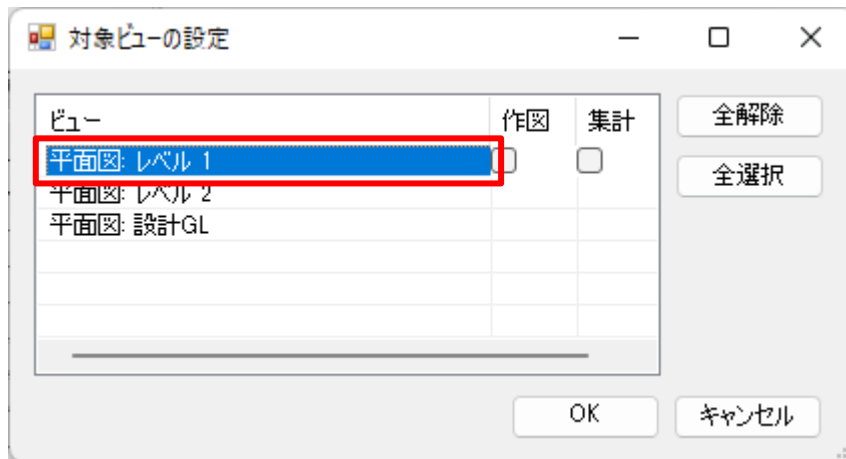 対象ビューの設定
ビュー 作図 集計
平面図: レベル 1
平面図: レベル 2
平面図: 設計GL
全解除
全選択
OK
キャンセル